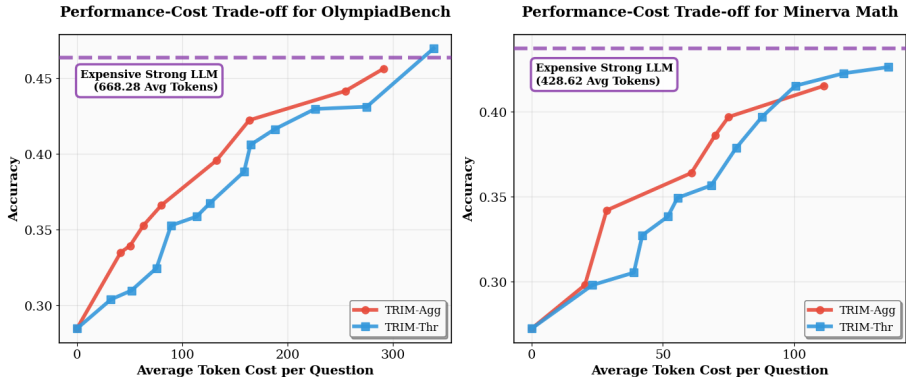 Performance-Cost Trade-off for OlympiadBench
Accuracy
0.45
0.40
0.35
0.30
Expensive Strong LLM
(668.28 Avg Tokens)
TRIM-Agg
TRIM-Thr
0
100
200
300
Average Token Cost per Question
Performance-Cost Trade-off for Minerva Math
Accuracy
0.40
0.35
0.30
Expensive Strong LLM
(428.62 Avg Tokens)
TRIM-Agg
TRIM-Thr
0
50
100
Average Token Cost per Question